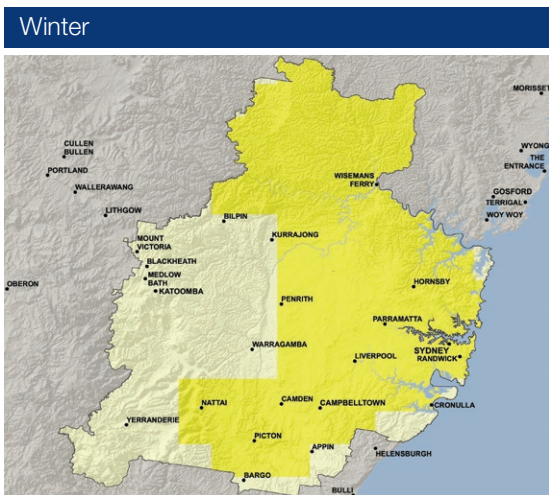 Winter
MORISSET
CULLEN
BULLEN
WYONG
PORTLAND
THE
ENTRANCE
WISEMANS
FERRY
WALLERAWANG
GOSFORD
TERRIGAL
LITHGOW
BILPIN
WOY WOY
MOUNT
VICTORIA
KURRAJONG
BLACKHEATH
MEDLOW
BATH
OBERON
KATOOMBA
HORNSBY
PENRITH
PARRAMATTA
WARRAGAMBA
SYDNEY
LIVERPOOL
RANDWICK
NATTAI
CAMDEN
CAMPBELLTOWN
CRONULLA
YERRANDERIE
PICTON
APPIN
HELENSBURGH
BARGO
BULLI